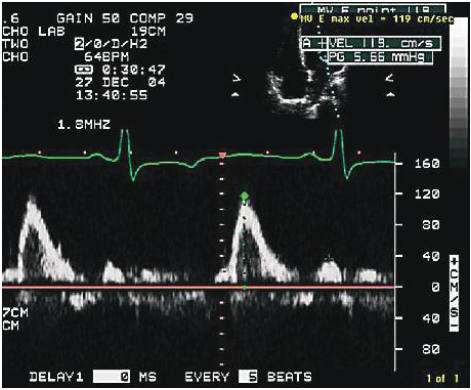 .6 GAIN 50 COMP 29
CHO LAB 19CM
TWO 2/0/D/H2
CHO 64BPM
0:30:47
27 DEC 04
13:40:55
1.8MHZ
MV E point 119.
MV E max vel = 119 cm/sec
A VEL 119. cm/s
PG 5.66 mmHg
160
120
80
40
0
40
80
+CM/S-
7CM
CM
DELAY1 0 MS EVERY 5 BEATS
1 of 1